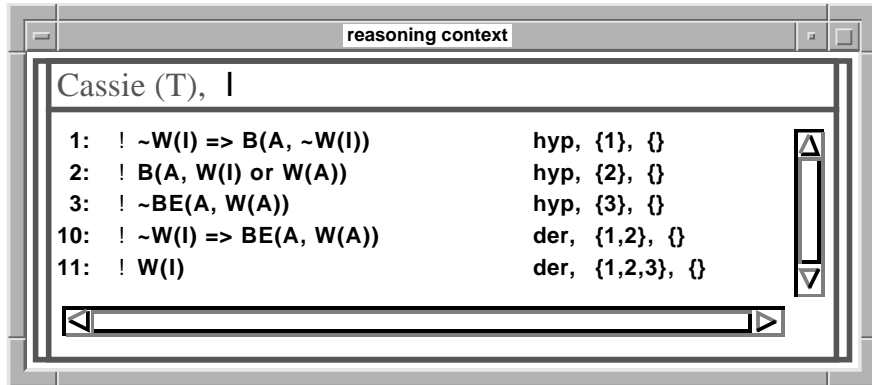 reasoning context
Cassie (T), I
1: ! ~W(I) => B(A, ~W(I)) hyp, {1}, {}
2: ! B(A, W(I) or W(A)) hyp, {2}, {}
3: ! ~BE(A, W(A)) hyp, {3}, {}
10: ! ~W(I) => BE(A, W(A)) der, {1,2}, {}
11: ! W(I) der, {1,2,3}, {}